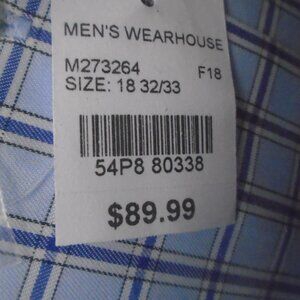 MEN'S WEARHOUSE
M273264 F18
SIZE: 18 32/33
54P8 80338
$89.99